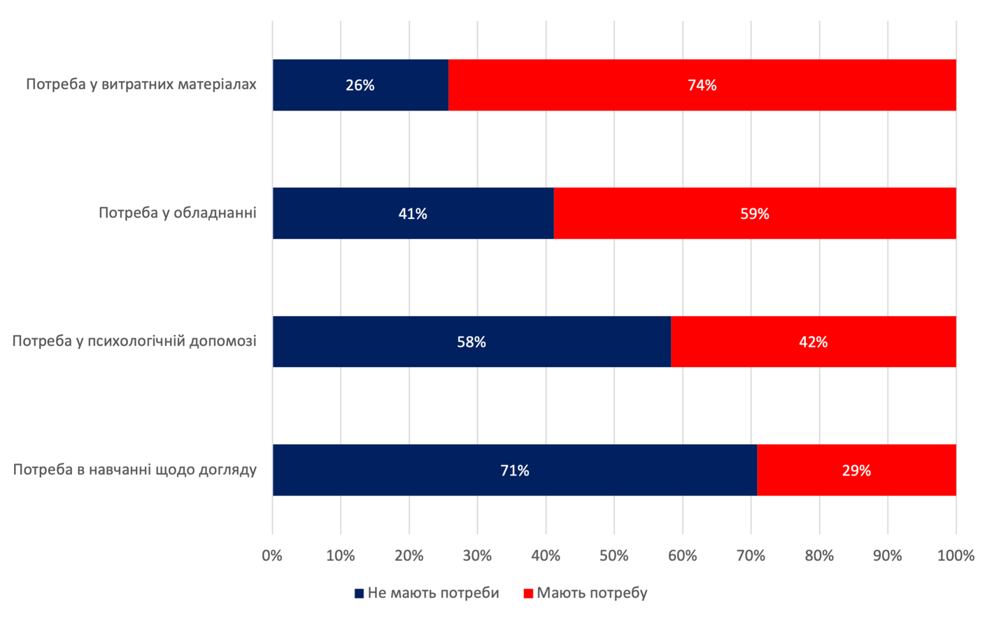 Потреба у витратних матеріалах
26%
74%
Потреба у обладнанні
41%
59%
Потреба у психологічній допомозі
58%
42%
Потреба в навчанні щодо догляду
71%
29%
0% 10% 20% 30% 40% 50% 60% 70% 80% 90% 100%
Не мають потреби Мають потребу